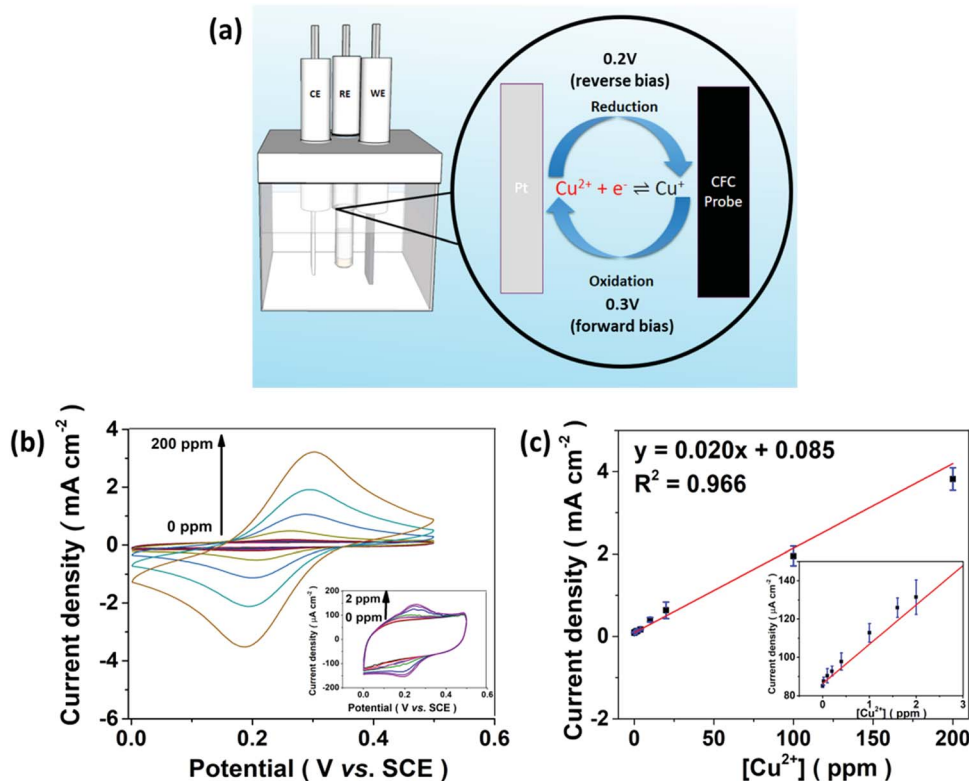 (a)
CE
RE
WE
0.2V
(reverse bias)
Reduction
Pt
Cu²⁺ + e⁻ ⇌ Cu⁺
CFC
Probe
Oxidation
0.3V
(forward bias)
(b)
Current density ( mA cm⁻²)
4
2
0
-2
-4
-6
200 ppm
0 ppm
0.0
0.2
0.4
0.6
Potential ( V vs. SCE )
2 ppm
0 ppm
Current density ( μA cm⁻²)
200
100
0
-100
-200
0.0
0.2
0.4
0.6
Potential ( V vs. SCE )
(c)
Current density ( mA cm⁻²)
4
2
0
-2
y = 0.020x + 0.085
R² = 0.966
0
50
100
150
200
[Cu²⁺] ( ppm )
Current density ( μA cm⁻²)
140
120
100
80
0
1
2
3
[Cu²⁺] ( ppm )